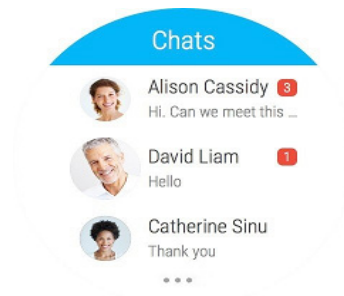 Chats
Alison Cassidy 3
Hi. Can we meet this ...
David Liam 1
Hello
Catherine Sinu
Thank you